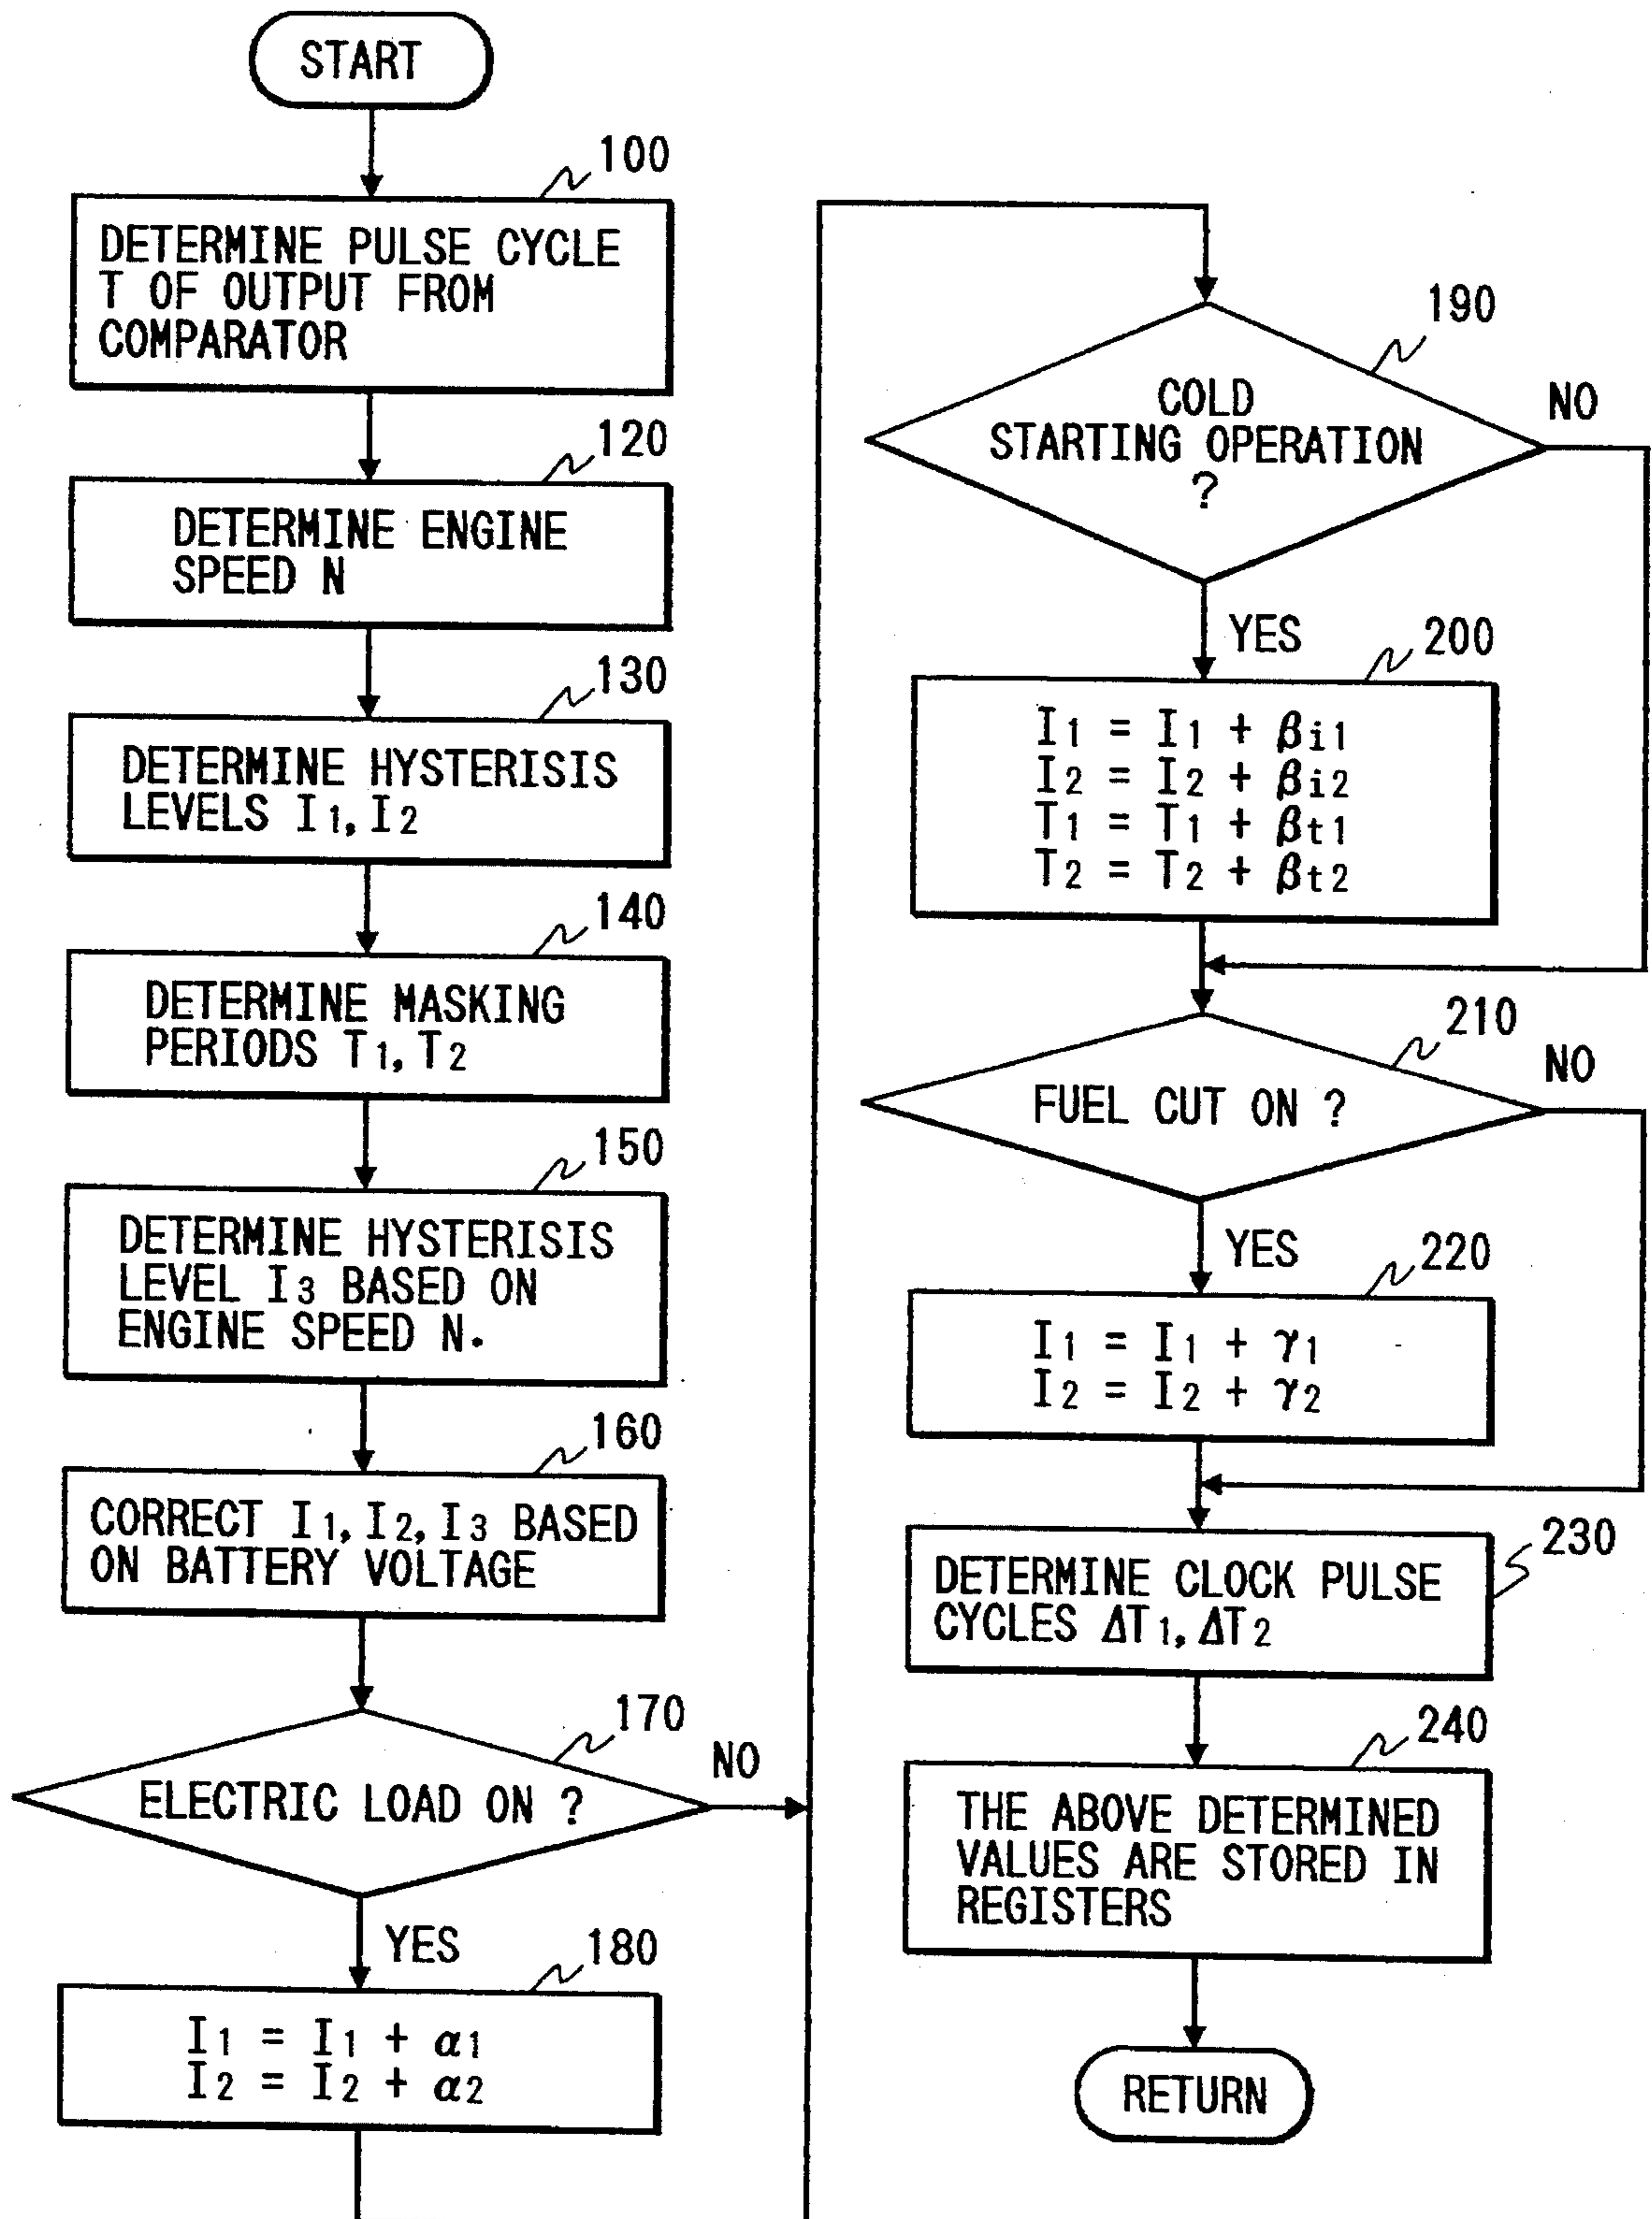 START
100
DETERMINE PULSE CYCLE
T OF OUTPUT FROM
COMPARATOR
120
DETERMINE ENGINE
SPEED N
130
DETERMINE HYSTERISIS
LEVELS I1, I2
140
DETERMINE MASKING
PERIODS T1, T2
150
DETERMINE HYSTERISIS
LEVEL I3 BASED ON
ENGINE SPEED N.
160
CORRECT I1, I2, I3 BASED
ON BATTERY VOLTAGE
170
ELECTRIC LOAD ON ?
NO
YES
180
I1 = I1 + α1
I2 = I2 + α2
190
COLD
STARTING OPERATION
?
NO
YES
200
I1 = I1 + βi1
I2 = I2 + βi2
T1 = T1 + βt1
T2 = T2 + βt2
210
FUEL CUT ON ?
NO
YES
220
I1 = I1 + γ1
I2 = I2 + γ2
230
DETERMINE CLOCK PULSE
CYCLES ΔT1, ΔT2
240
THE ABOVE DETERMINED
VALUES ARE STORED IN
REGISTERS
RETURN